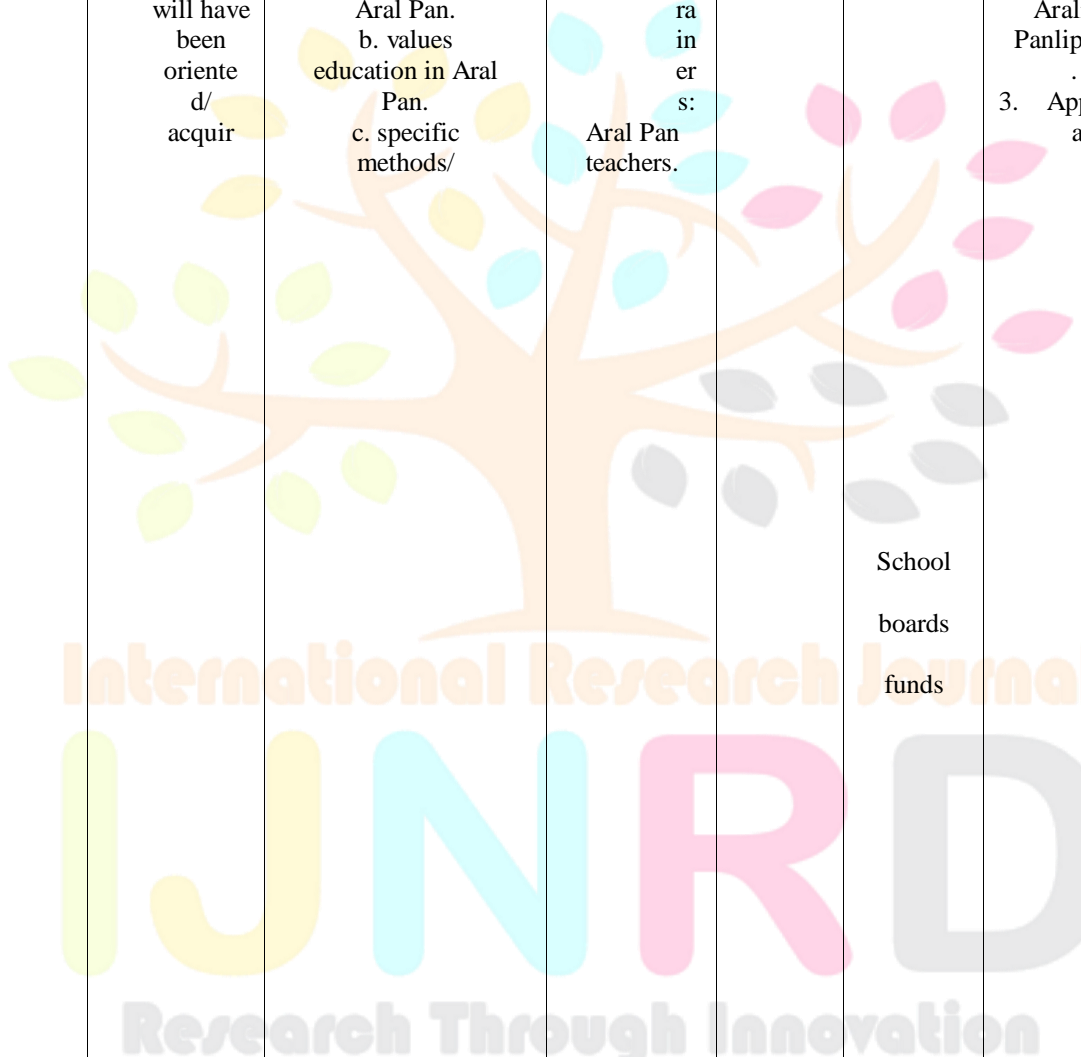 will have
been
oriente
d/
acquir
Aral Pan.
b. values
education in Aral
Pan.
c. specific
methods/
ra
in
er
s:
Aral Pan
teachers.
School
boards
funds
Aral
Panlip
.
3. App
a
International Research Journa
IJNRD
Research Through Innovation